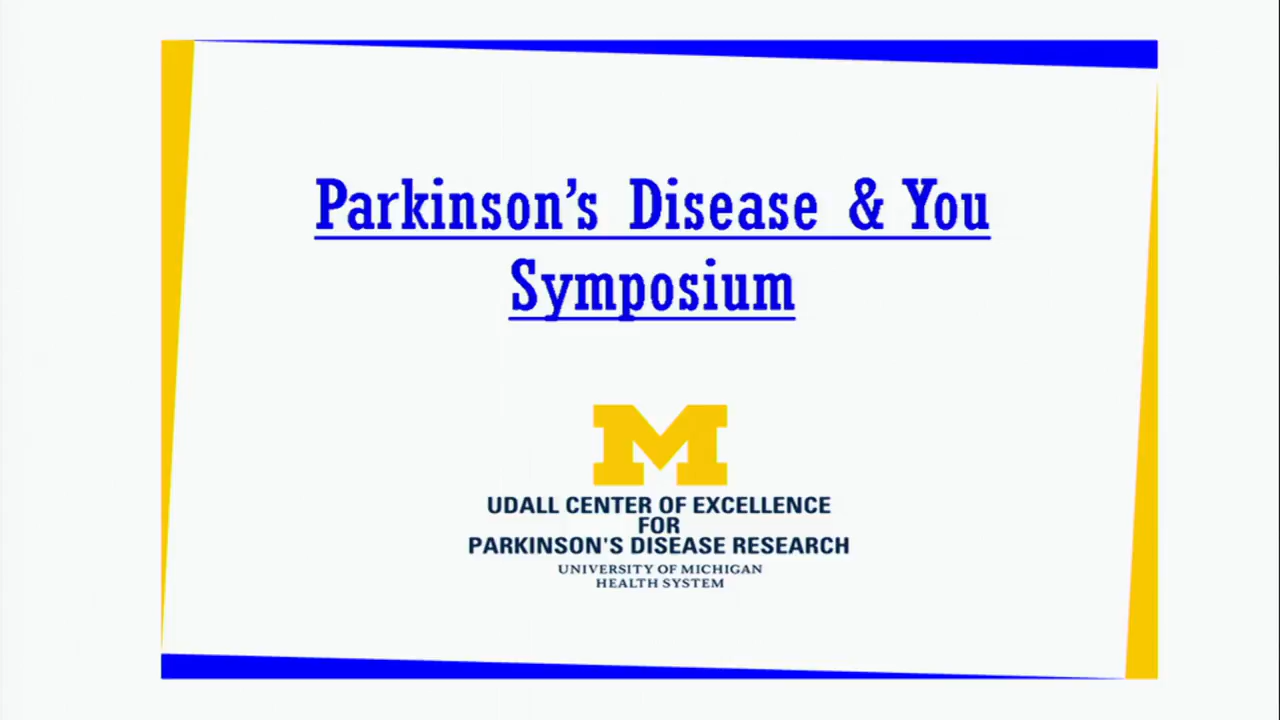 Parkinson's Disease & You
Symposium
M
UDALL CENTER OF EXCELLENCE
FOR
PARKINSON'S DISEASE RESEARCH
UNIVERSITY OF MICHIGAN
HEALTH SYSTEM